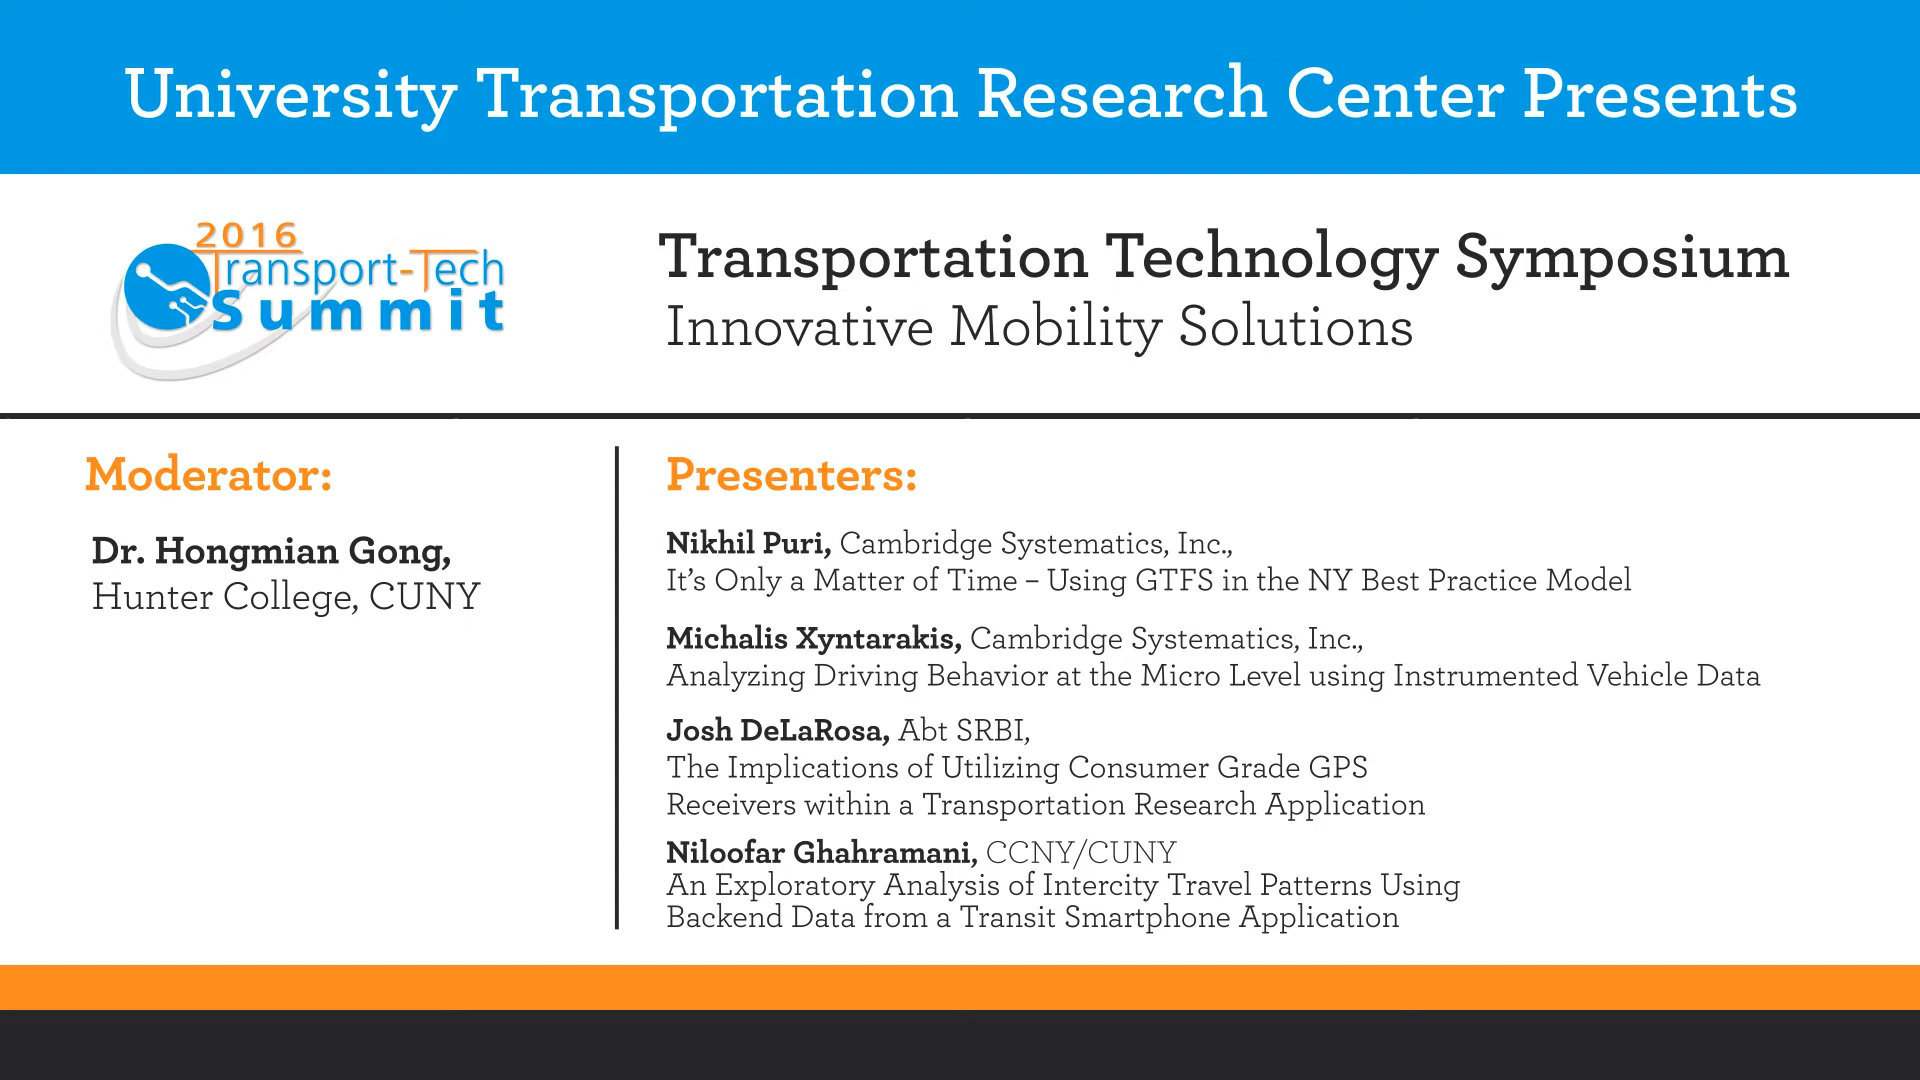 University Transportation Research Center Presents
2016
Transport-Tech
Summit
Transportation Technology Symposium
Innovative Mobility Solutions
Moderator:
Dr. Hongmian Gong,
Hunter College, CUNY
Presenters:
Nikhil Puri, Cambridge Systematics, Inc.,
It’s Only a Matter of Time – Using GTFS in the NY Best Practice Model
Michalis Xyntarakis, Cambridge Systematics, Inc.,
Analyzing Driving Behavior at the Micro Level using Instrumented Vehicle Data
Josh DeLaRosa, Abt SRBI,
The Implications of Utilizing Consumer Grade GPS
Receivers within a Transportation Research Application
Niloofar Ghahramani, CCNY/CUNY
An Exploratory Analysis of Intercity Travel Patterns Using
Backend Data from a Transit Smartphone Application